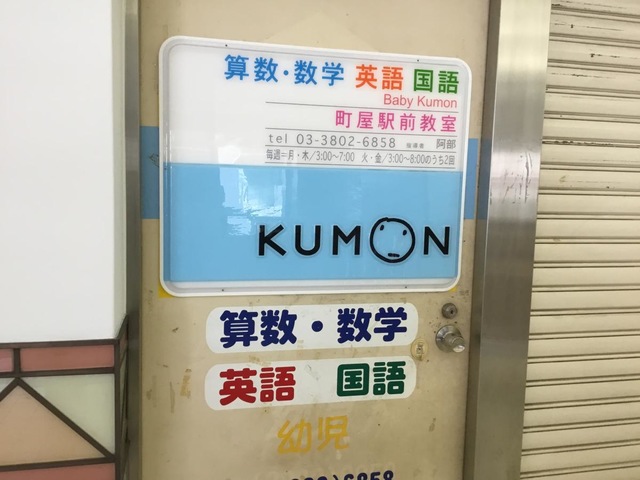 算数・数学 英語 国語
Baby Kumon
町屋駅前教室
tel 03-3802-6858 指導者 阿部
毎週=月・木/3:00～7:00 火・金/3:00～8:00のうち2回
KUMON
算数・数学
英語 国語
幼児
6858